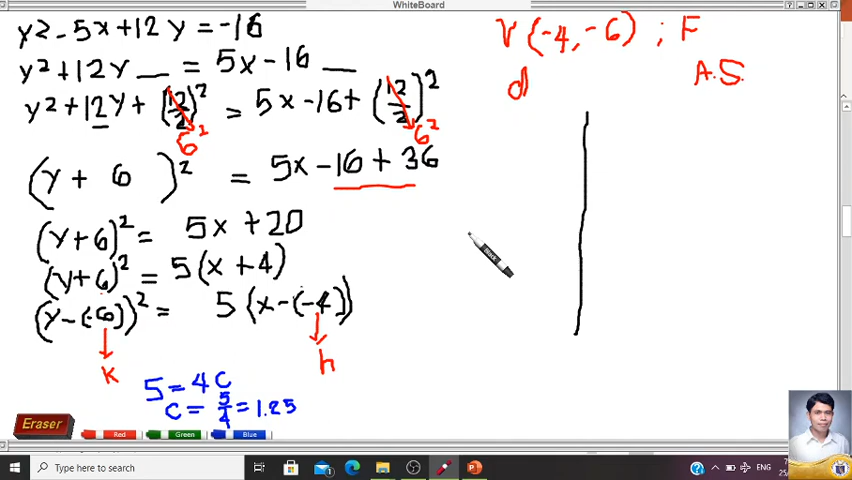 WhiteBoard
y2 - 5x + 12y = -16
y² + 12y __ = 5x - 16 __
y² + 12y + (12/2)² = 5x - 16 + (12/2)²
6² 6²
(y + 6)² = 5x - 16 + 36
(y + 6)² = 5x + 20
(y + 6)² = 5(x + 4)
(y - (-6))² = 5(x - (-4))
k h
5 = 4c
c = 5/4 = 1.25
V(-4, -6) ; F
d A.S.
Eraser
Red Green Blue
Type here to search
ENG